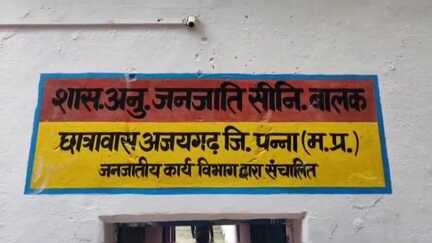 शास.अनु.जनजाति सीनि.बालक
छात्रावास अजयगढ़ जि. पन्ना (म.प्र.)
जनजातीय कार्य विभाग द्वारा संचालित